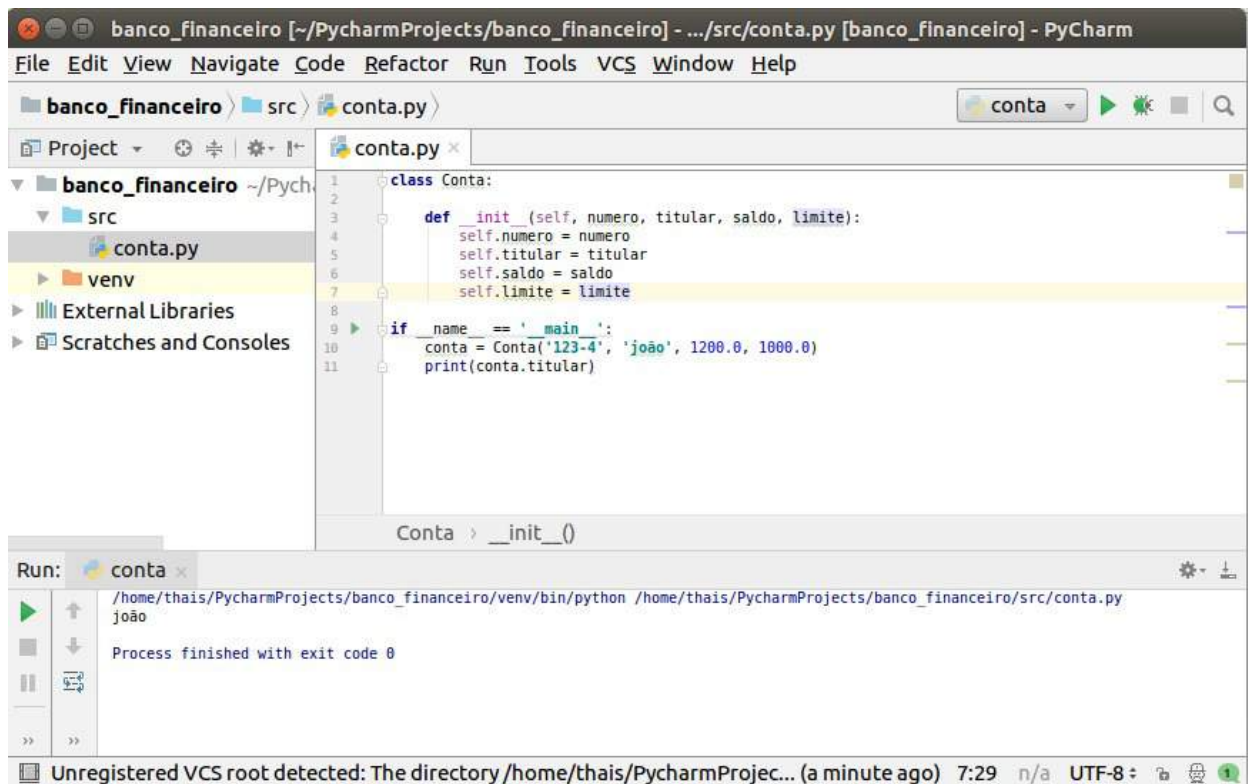 banco_financeiro [~/PycharmProjects/banco_financeiro] - .../src/conta.py [banco_financeiro] - PyCharm
File Edit View Navigate Code Refactor Run Tools VCS Window Help
banco_financeiro src conta.py
conta
Project
conta.py
banco_financeiro ~/Pych
src
conta.py
venv
External Libraries
Scratches and Consoles
1 class Conta:
2
3 def __init__(self, numero, titular, saldo, limite):
4 self.numero = numero
5 self.titular = titular
6 self.saldo = saldo
7 self.limite = limite
8
9 if __name__ == '__main__':
10 conta = Conta('123-4', 'joão', 1200.0, 1000.0)
11 print(conta.titular)
Conta › __init__()
Run: conta
/home/thais/PycharmProjects/banco_financeiro/venv/bin/python /home/thais/PycharmProjects/banco_financeiro/src/conta.py
joão
Process finished with exit code 0
Unregistered VCS root detected: The directory /home/thais/PycharmProjec... (a minute ago) 7:29 n/a UTF-8 1